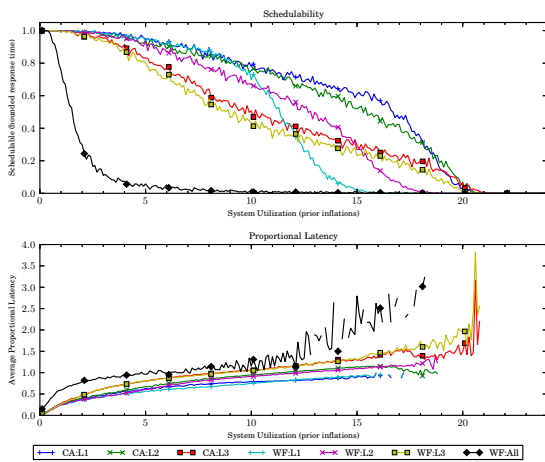 Schedulability
Schedulable (bounded response time)
1.0
0.8
0.6
0.4
0.2
0.0
0 5 10 15 20
System Utilization (prior inflations)
Proportional Latency
Average Proportional Latency
4.0
3.5
3.0
2.5
2.0
1.5
1.0
0.5
0.0
0 5 10 15 20
System Utilization (prior inflations)
CA:L1 CA:L2 CA:L3 WF:L1 WF:L2 WF:L3 WF:All